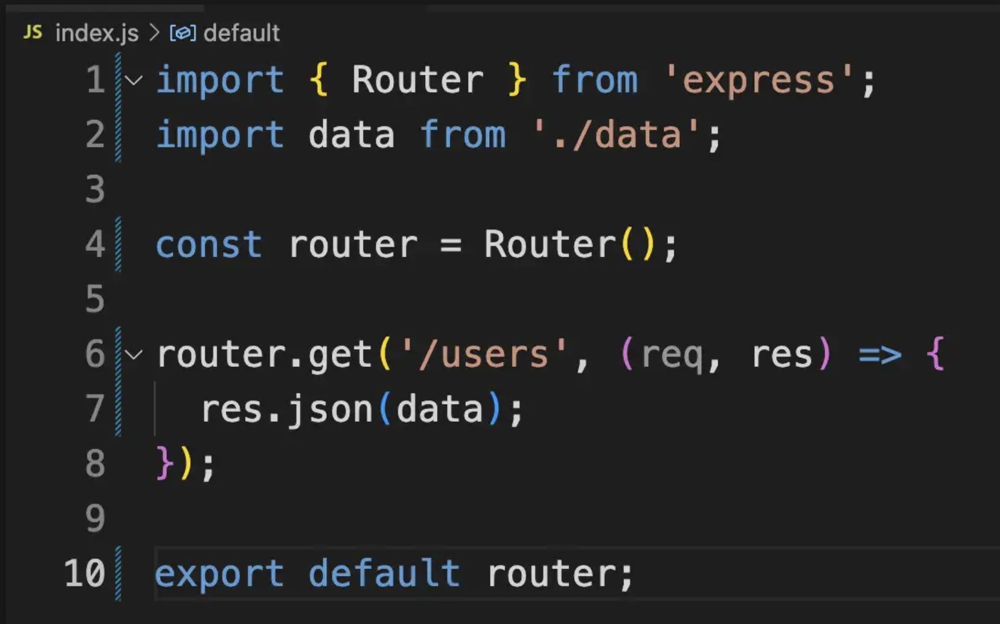 JS index.js > default
1 import { Router } from 'express';
2 import data from './data';
3
4 const router = Router();
5
6 router.get('/users', (req, res) => {
7   res.json(data);
8 });
9
10 export default router;